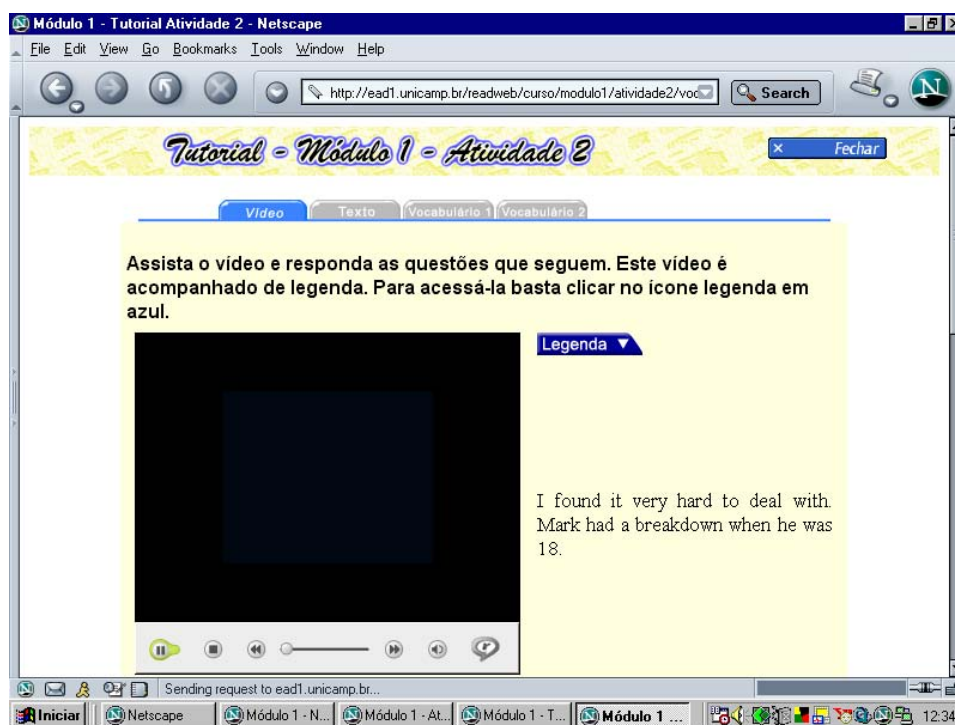 Módulo 1 - Tutorial Atividade 2 - Netscape
File Edit View Go Bookmarks Tools Window Help
http://ead1.unicamp.br/readweb/curso/modulo1/atividade2/voc
Search
N
Tutorial - Módulo 1 - Atividade 2
× Fechar
Vídeo Texto Vocabulário 1 Vocabulário 2
Assista o vídeo e responda as questões que seguem. Este vídeo é
acompanhado de legenda. Para acessá-la basta clicar no ícone legenda em
azul.
Legenda
I found it very hard to deal with.
Mark had a breakdown when he was
18.
Sending request to ead1.unicamp.br...
Iniciar Netscape Módulo 1 - N... Módulo 1 - At... Módulo 1 - T... Módulo 1 ... 12:34